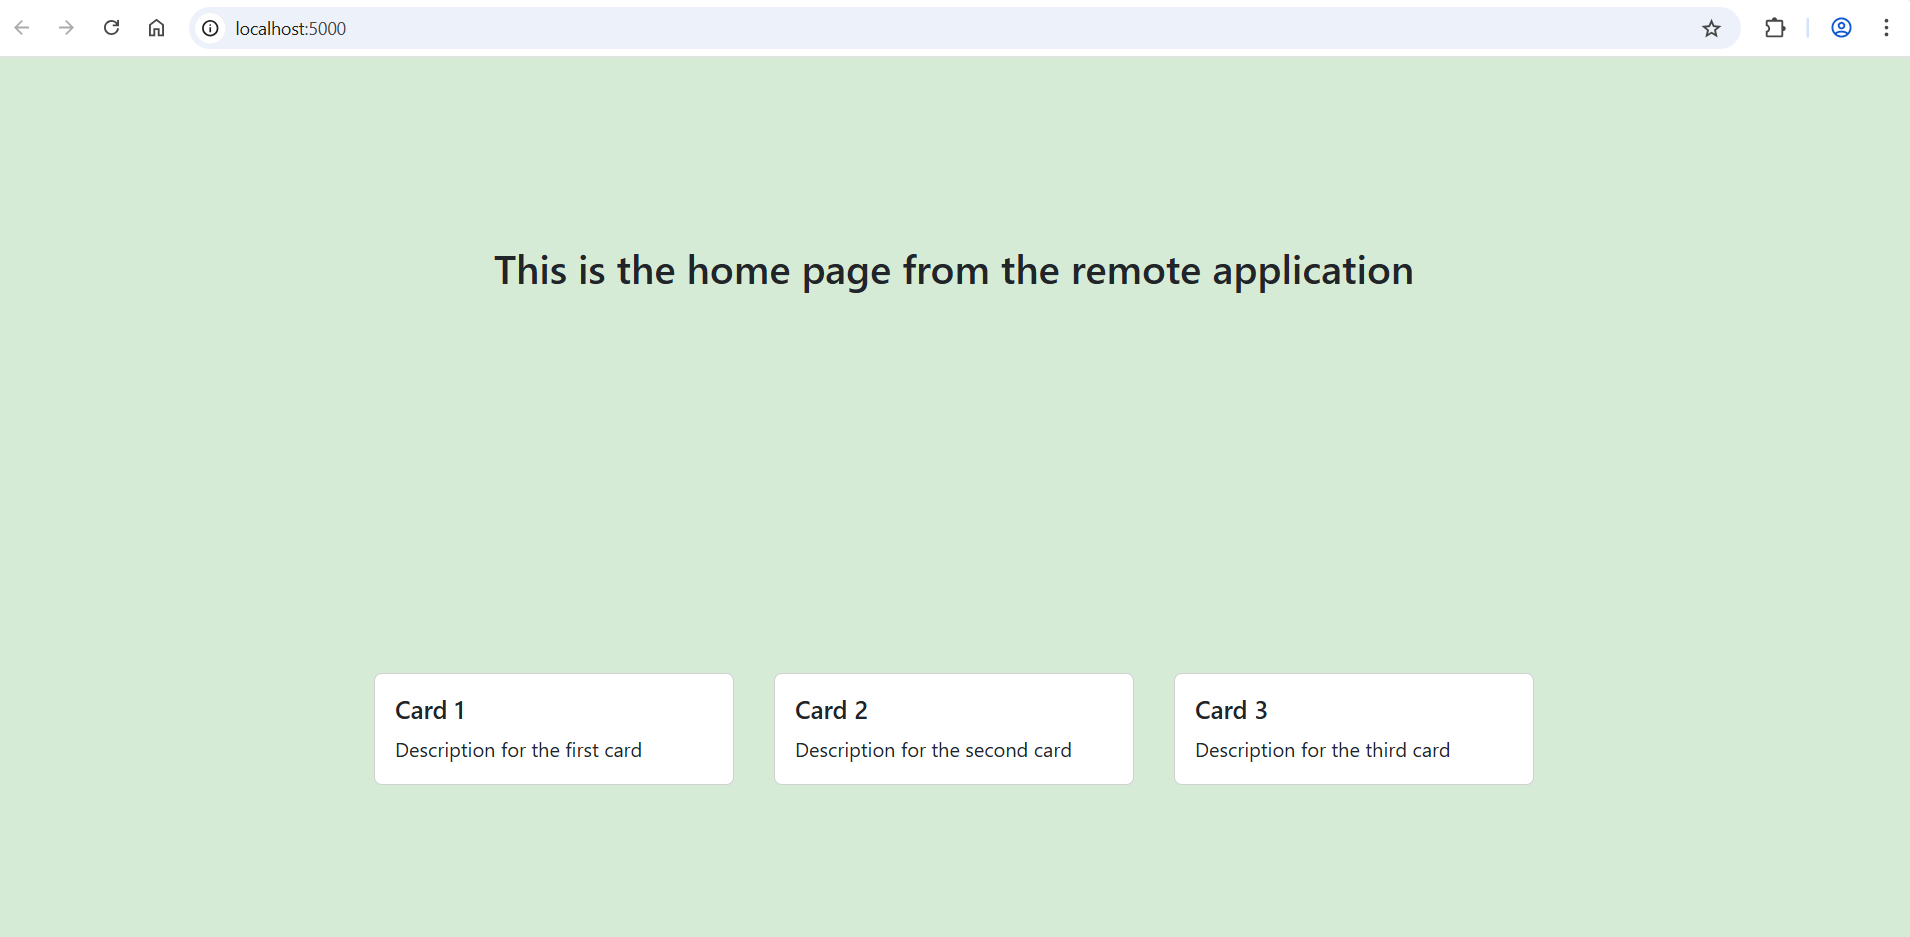 localhost:5000
This is the home page from the remote application
Card 1
Description for the first card
Card 2
Description for the second card
Card 3
Description for the third card